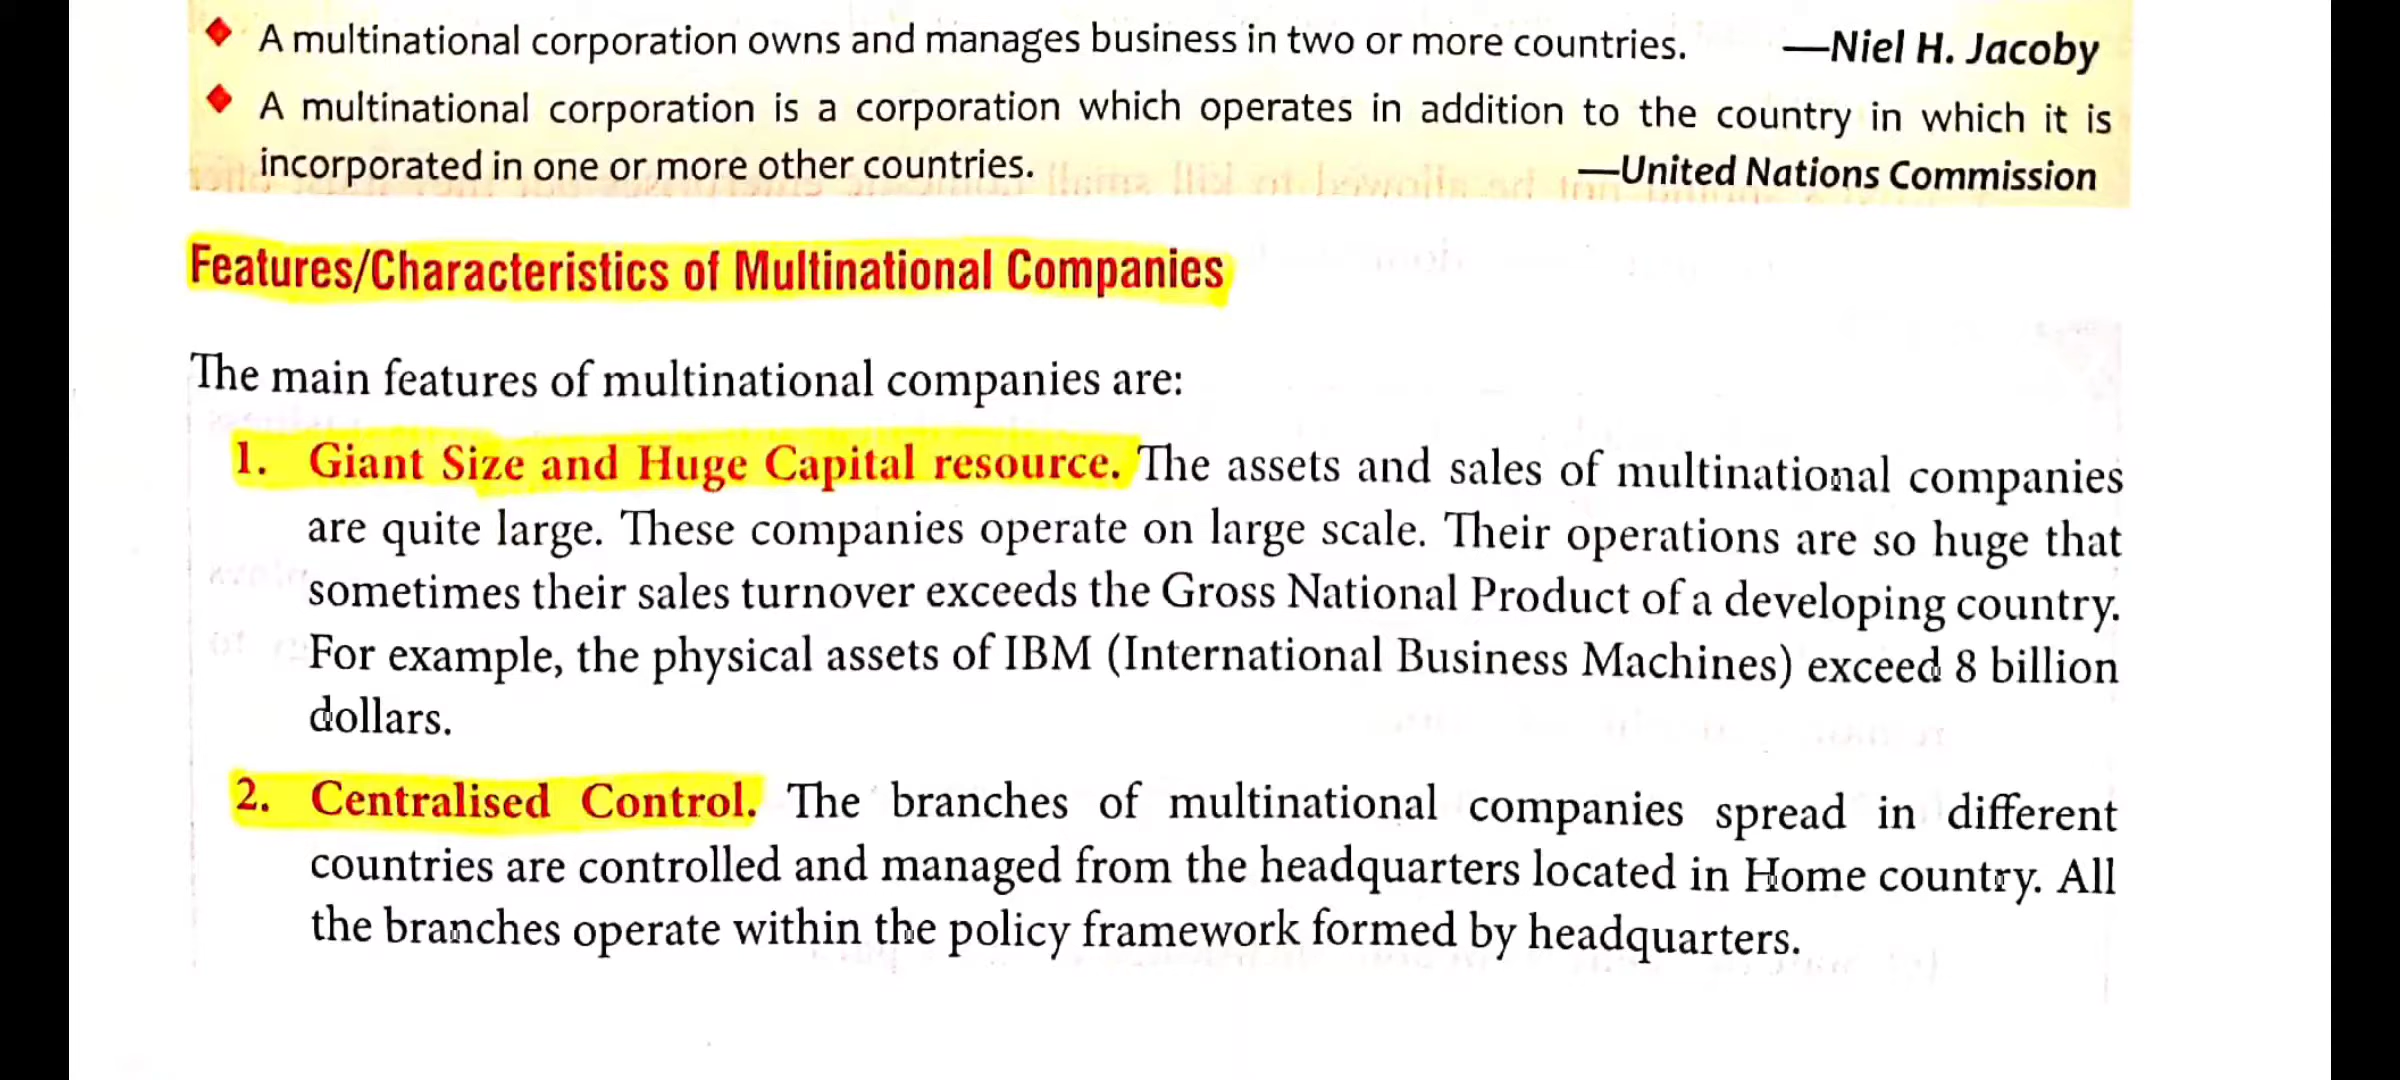 A multinational corporation owns and manages business in two or more countries. —Niel H. Jacoby
A multinational corporation is a corporation which operates in addition to the country in which it is
incorporated in one or more other countries. —United Nations Commission
Features/Characteristics of Multinational Companies
The main features of multinational companies are:
1. Giant Size and Huge Capital resource. The assets and sales of multinational companies
are quite large. These companies operate on large scale. Their operations are so huge that
sometimes their sales turnover exceeds the Gross National Product of a developing country.
For example, the physical assets of IBM (International Business Machines) exceed 8 billion
dollars.
2. Centralised Control. The branches of multinational companies spread in different
countries are controlled and managed from the headquarters located in Home country. All
the branches operate within the policy framework formed by headquarters.